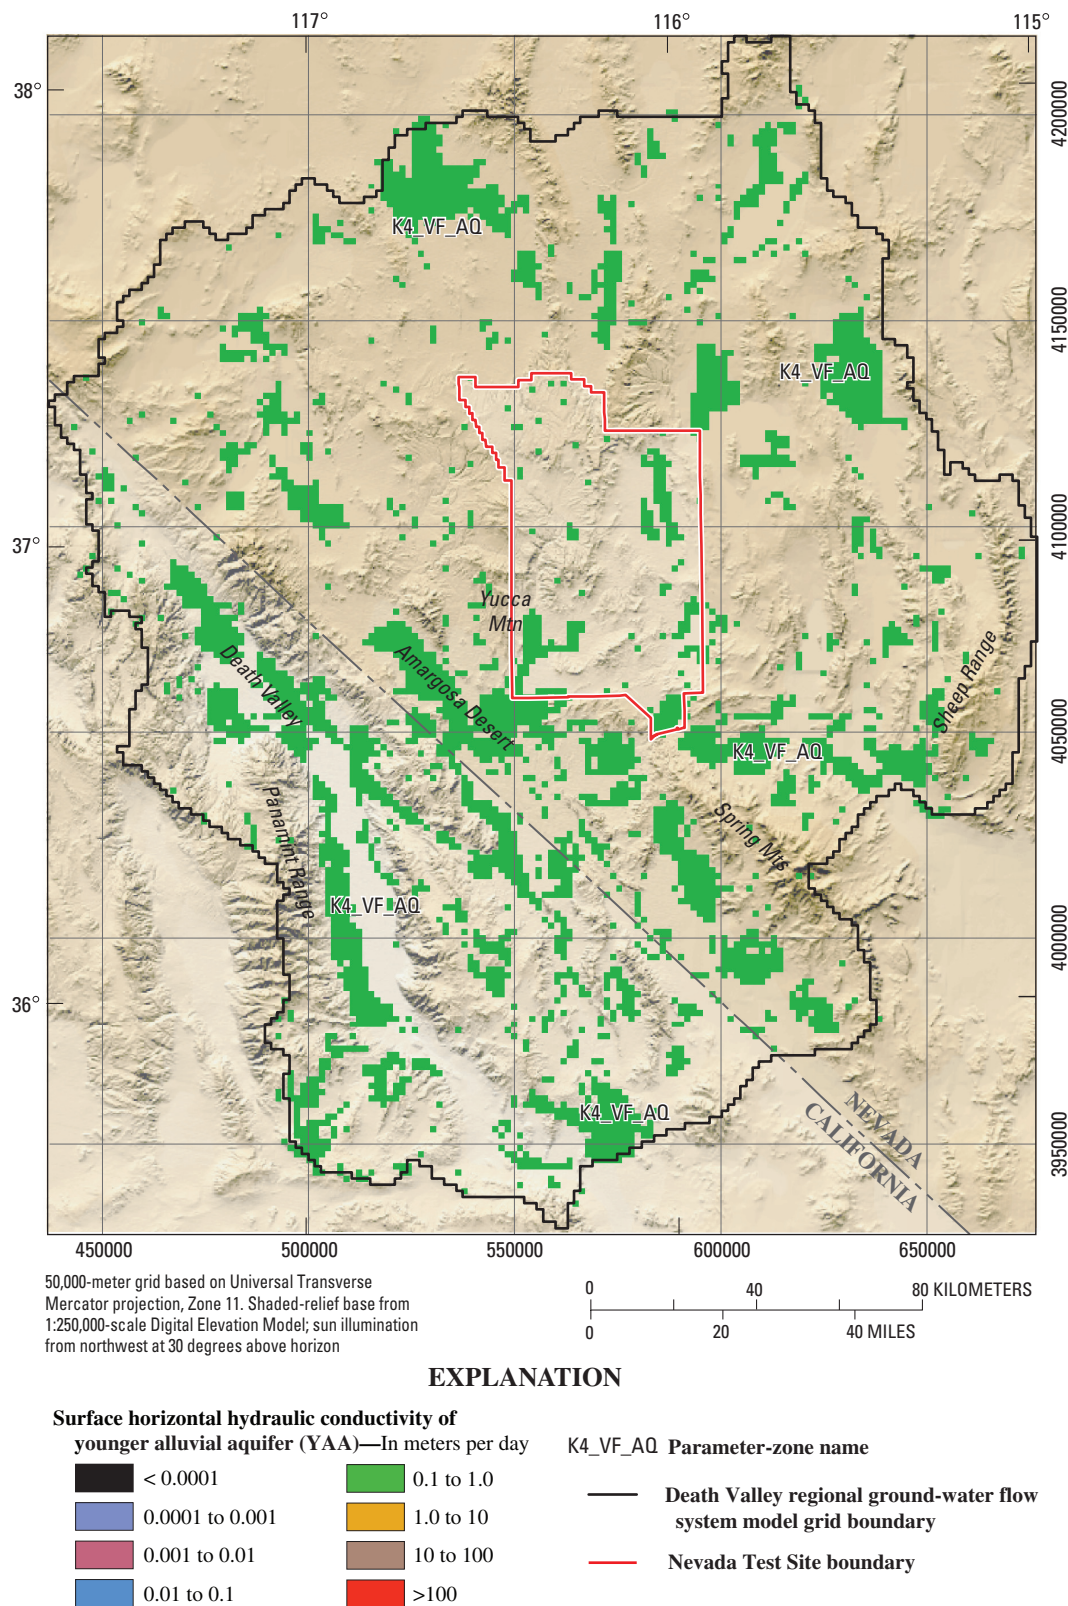 117°
116°
115°
38°
4200000
K4_VF_AQ
4150000
K4_VF_AQ
37°
4100000
Yucca
Mtn
Death Valley
Amargosa Desert
Sheep Range
4050000
K4_VF_AQ
Panamint Range
Spring Mts
K4_VF_AQ
4000000
36°
K4_VF_AQ
NEVADA
CALIFORNIA
3950000
450000
500000
550000
600000
650000
50,000-meter grid based on Universal Transverse
Mercator projection, Zone 11. Shaded-relief base from
1:250,000-scale Digital Elevation Model; sun illumination
from northwest at 30 degrees above horizon
0 40 80 KILOMETERS
0 20 40 MILES
EXPLANATION
Surface horizontal hydraulic conductivity of
younger alluvial aquifer (YAA)—In meters per day
< 0.0001
0.0001 to 0.001
0.001 to 0.01
0.01 to 0.1
0.1 to 1.0
1.0 to 10
10 to 100
>100
K4_VF_AQ Parameter-zone name
Death Valley regional ground-water flow
system model grid boundary
Nevada Test Site boundary